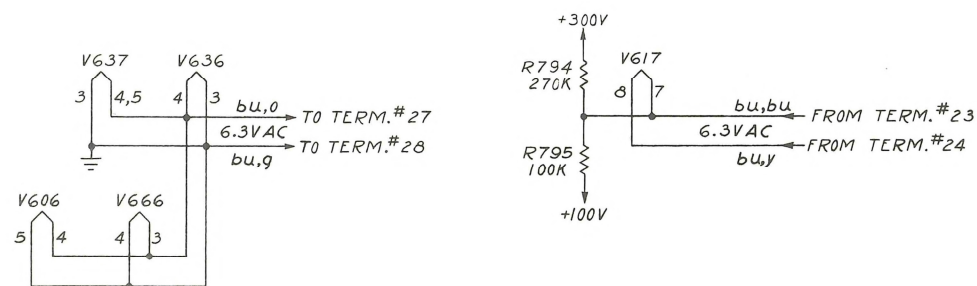 V637
V636
3
4,5
4
3
bu,o
TO TERM.#27
6.3VAC
TO TERM.#28
bu,g
V606
V666
5
4
4
3
+300V
R794
270K
V617
8
7
bu,bu
FROM TERM.#23
6.3VAC
FROM TERM.#24
bu,y
R795
100K
+100V